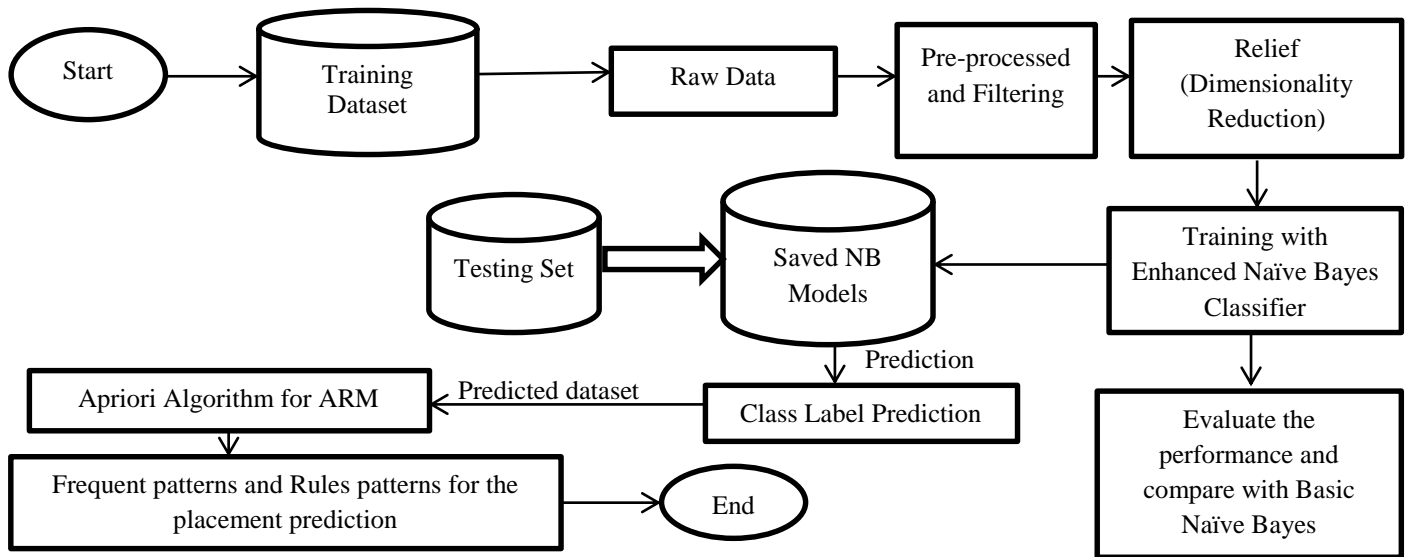 Start
Training
Dataset
Raw Data
Pre-processed
and Filtering
Relief
(Dimensionality
Reduction)
Testing Set
Saved NB
Models
Training with
Enhanced Naïve Bayes
Classifier
Prediction
Apriori Algorithm for ARM
Predicted dataset
Class Label Prediction
Evaluate the
performance and
compare with Basic
Naïve Bayes
Frequent patterns and Rules patterns for the
placement prediction
End